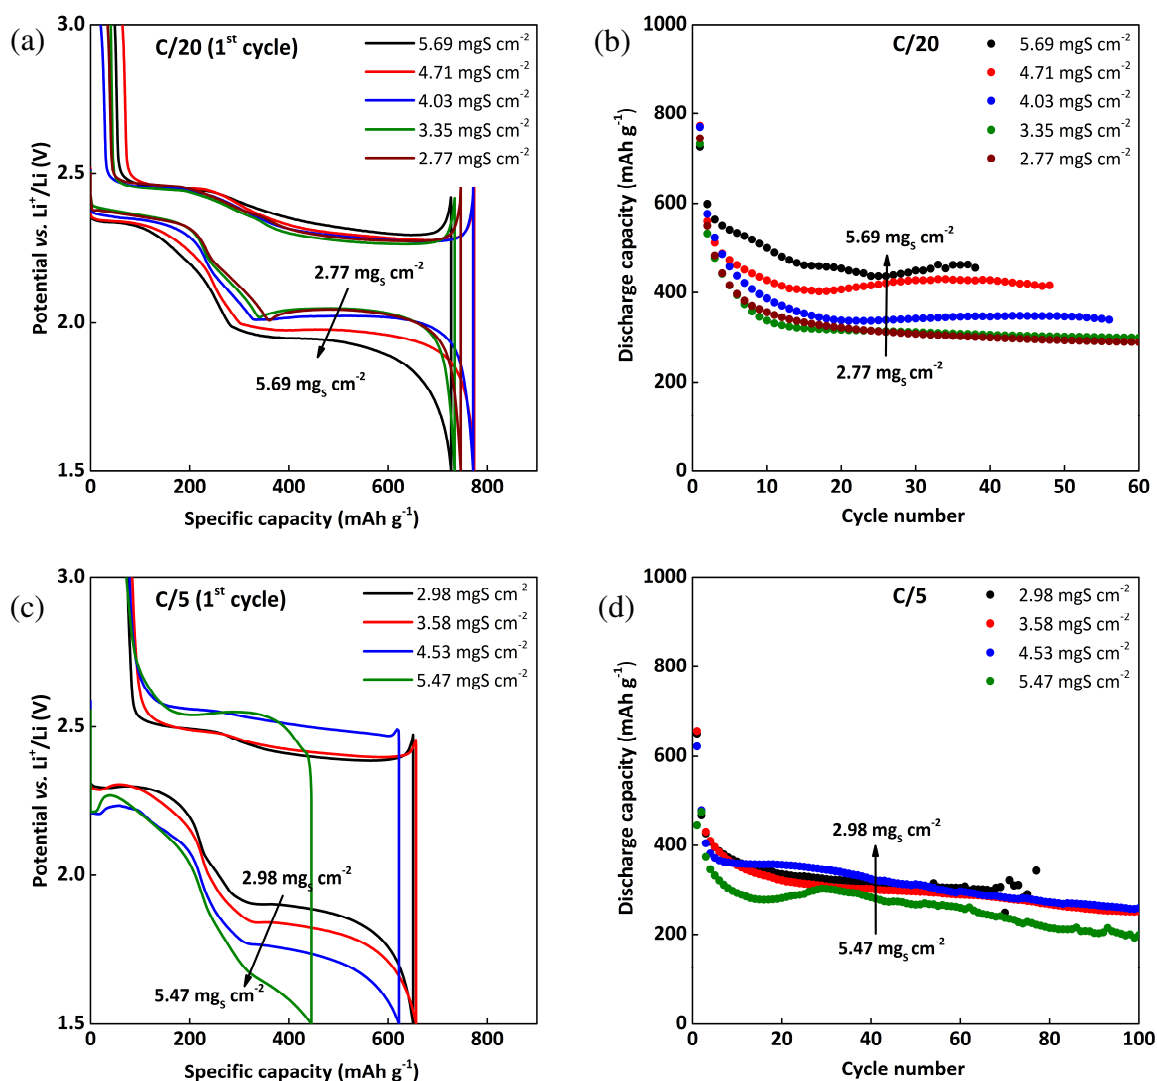 (a)
C/20 (1st cycle)
5.69 mgS cm-2
4.71 mgS cm-2
4.03 mgS cm-2
3.35 mgS cm-2
2.77 mgS cm-2
2.77 mgS cm-2
5.69 mgS cm-2
3.0
2.5
2.0
1.5
Potential vs. Li+/Li (V)
0 200 400 600 800
Specific capacity (mAh g-1)
(b)
C/20
5.69 mgS cm-2
4.71 mgS cm-2
4.03 mgS cm-2
3.35 mgS cm-2
2.77 mgS cm-2
5.69 mgS cm-2
2.77 mgS cm-2
1000
800
600
400
200
0
Discharge capacity (mAh g-1)
0 10 20 30 40 50 60
Cycle number
(c)
C/5 (1st cycle)
2.98 mgS cm-2
3.58 mgS cm-2
4.53 mgS cm-2
5.47 mgS cm-2
2.98 mgS cm-2
5.47 mgS cm-2
3.0
2.5
2.0
1.5
Potential vs. Li+/Li (V)
0 200 400 600 800
Specific capacity (mAh g-1)
(d)
C/5
2.98 mgS cm-2
3.58 mgS cm-2
4.53 mgS cm-2
5.47 mgS cm-2
2.98 mgS cm-2
5.47 mgS cm-2
1000
800
600
400
200
0
Discharge capacity (mAh g-1)
0 20 40 60 80 100
Cycle number